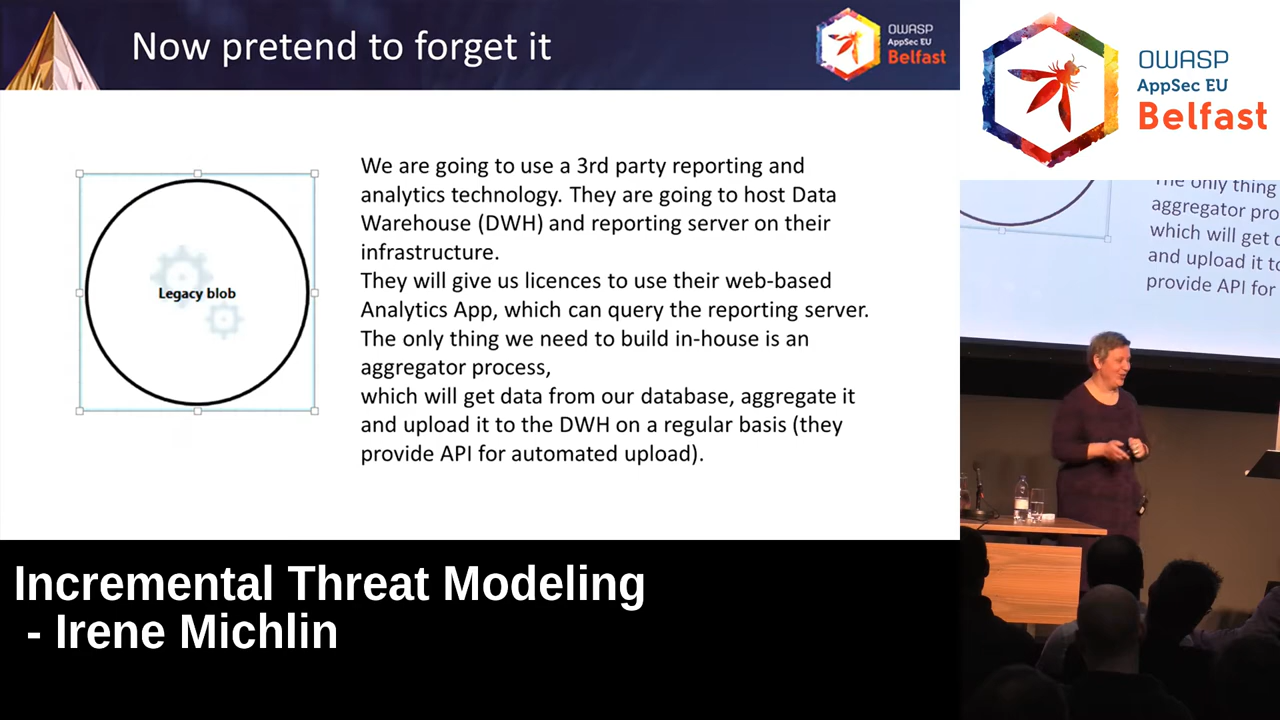 Now pretend to forget it
OWASP
AppSec EU
Belfast
OWASP
AppSec EU
Belfast
Legacy blob
We are going to use a 3rd party reporting and
analytics technology. They are going to host Data
Warehouse (DWH) and reporting server on their
infrastructure.
They will give us licences to use their web-based
Analytics App, which can query the reporting server.
The only thing we need to build in-house is an
aggregator process,
which will get data from our database, aggregate it
and upload it to the DWH on a regular basis (they
provide API for automated upload).
The only thing
aggregator pro
which will get d
and upload it to
provide API for
Incremental Threat Modeling
- Irene Michlin